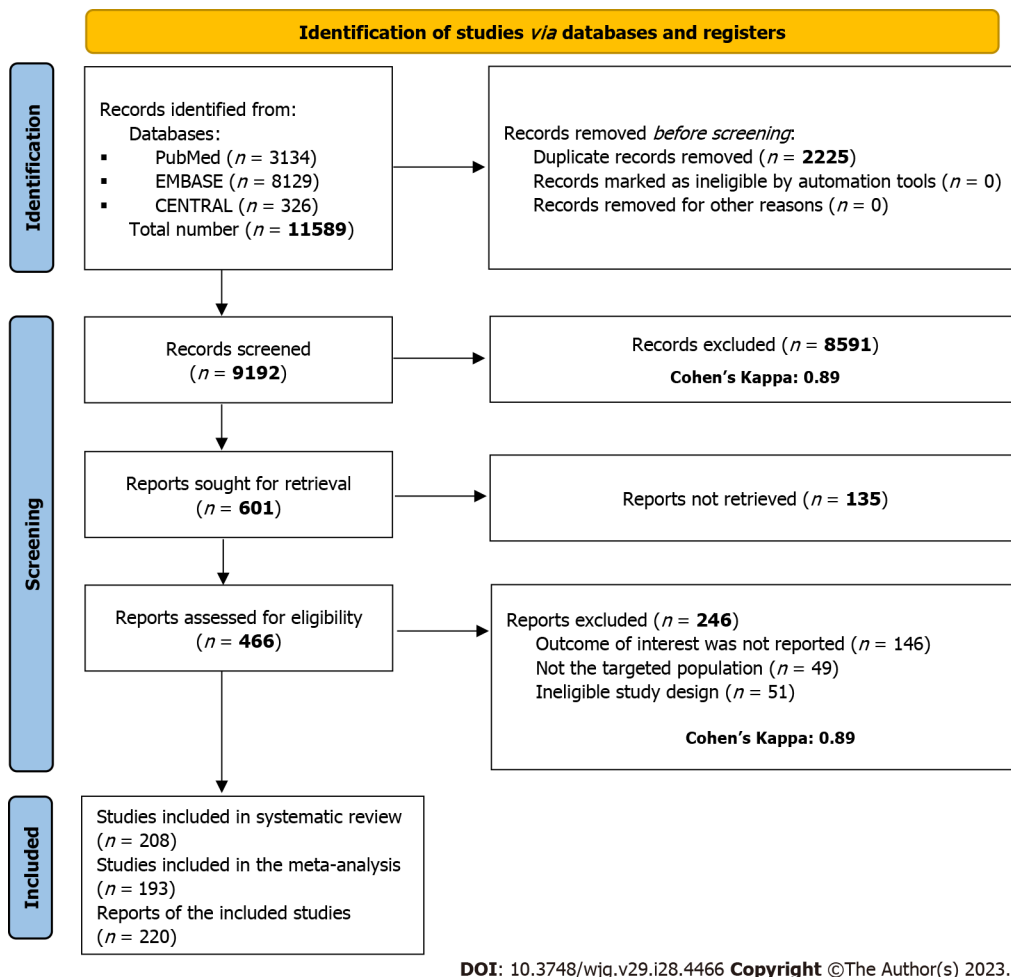 Identification of studies via databases and registers
Identification
Records identified from:
Databases:
▪ PubMed (n = 3134)
▪ EMBASE (n = 8129)
▪ CENTRAL (n = 326)
Total number (n = 11589)
Records removed before screening:
Duplicate records removed (n = 2225)
Records marked as ineligible by automation tools (n = 0)
Records removed for other reasons (n = 0)
Screening
Records screened
(n = 9192)
Records excluded (n = 8591)
Cohen's Kappa: 0.89
Reports sought for retrieval
(n = 601)
Reports not retrieved (n = 135)
Reports assessed for eligibility
(n = 466)
Reports excluded (n = 246)
Outcome of interest was not reported (n = 146)
Not the targeted population (n = 49)
Ineligible study design (n = 51)
Cohen's Kappa: 0.89
Included
Studies included in systematic review
(n = 208)
Studies included in the meta-analysis
(n = 193)
Reports of the included studies
(n = 220)
DOI: 10.3748/wjg.v29.i28.4466 Copyright ©The Author(s) 2023.